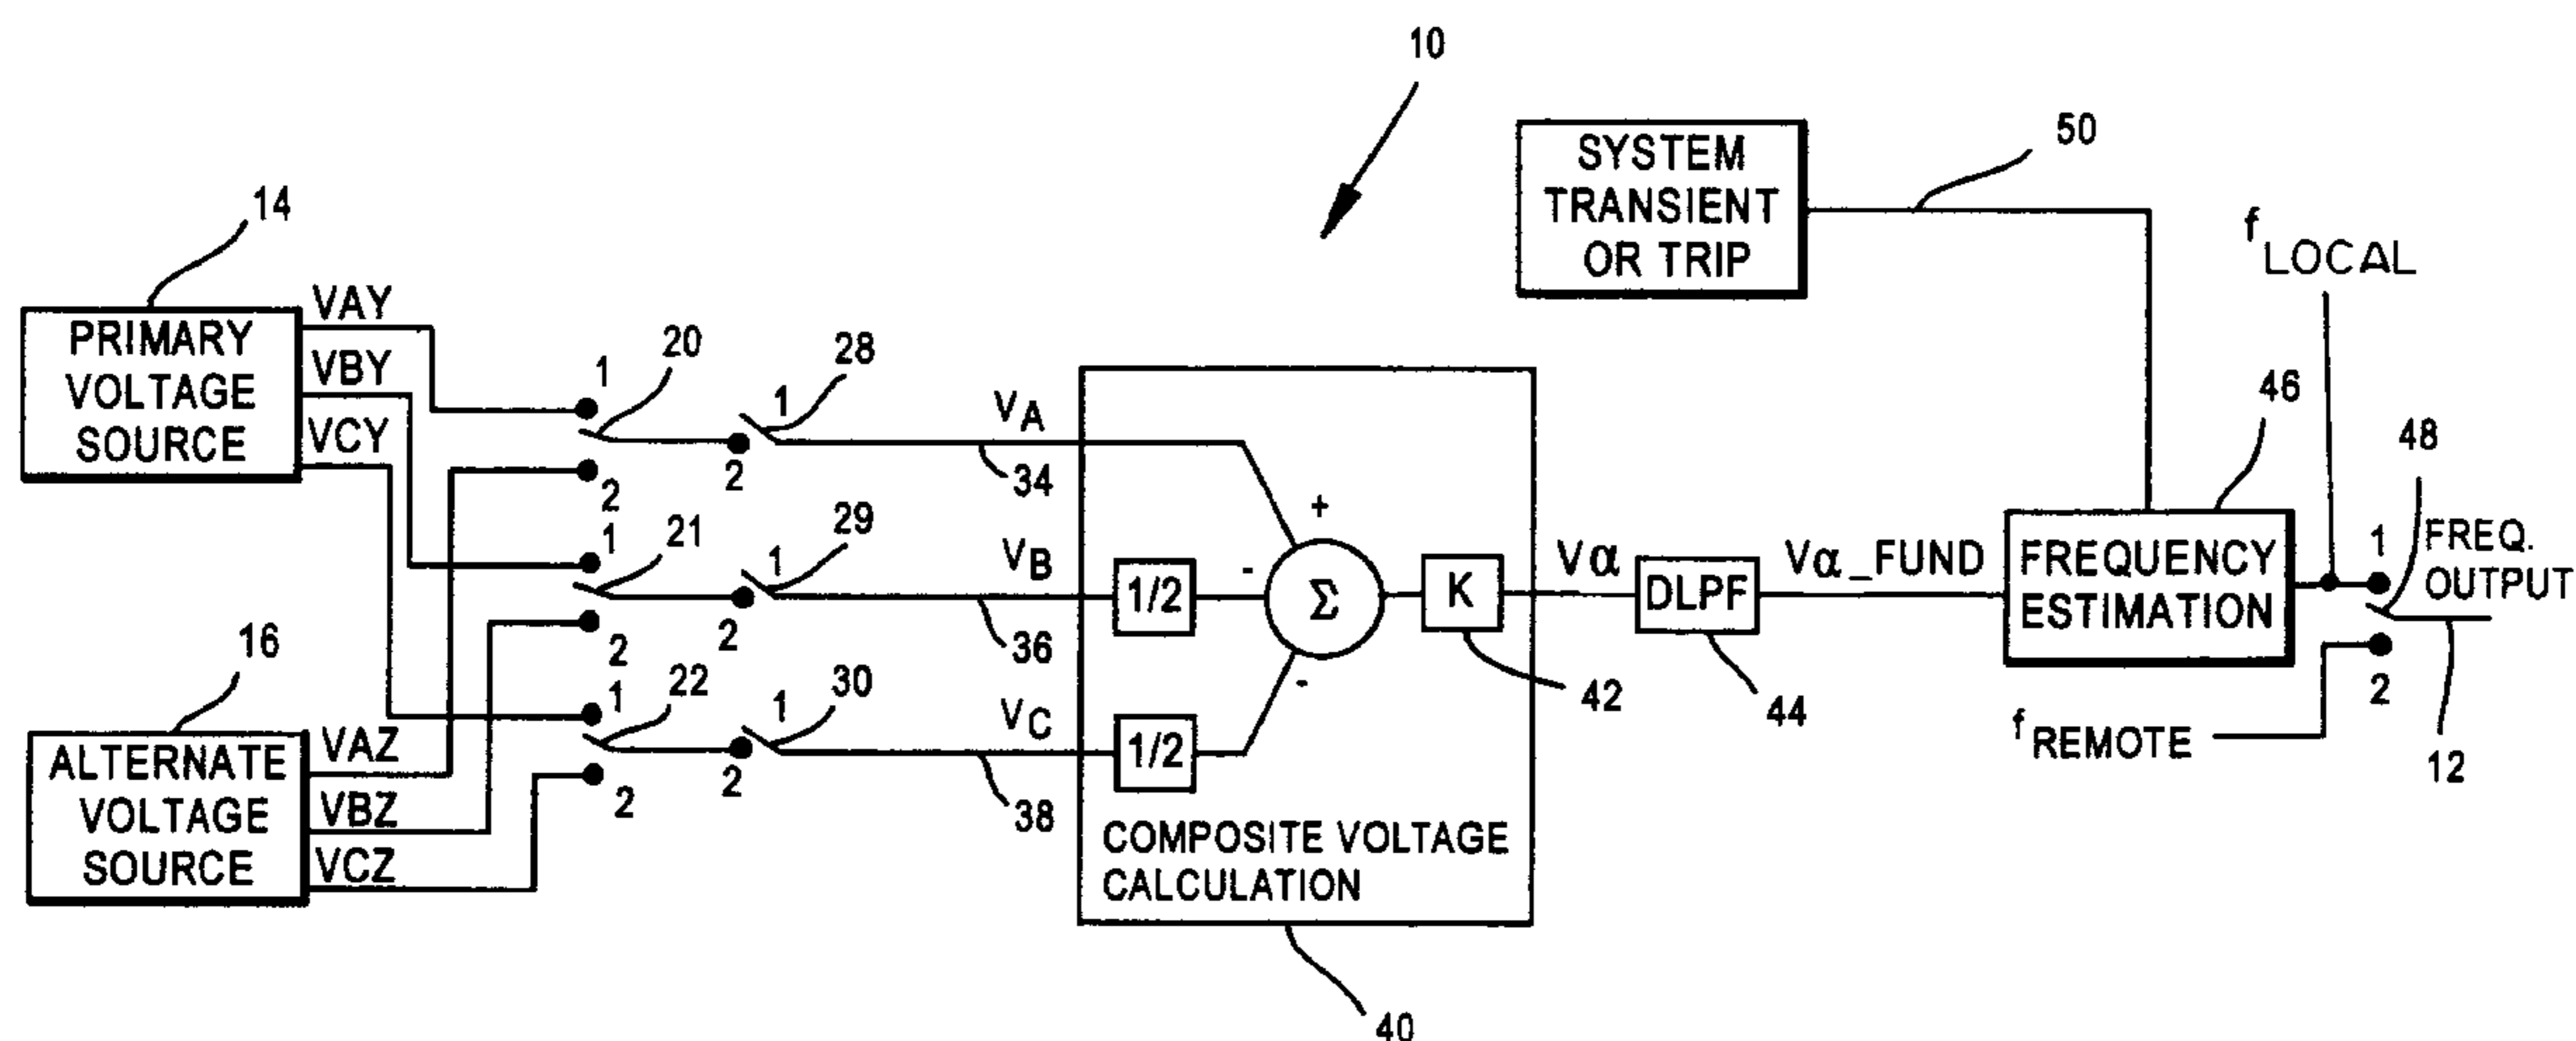 10
SYSTEM
TRANSIENT
OR TRIP
50
14
PRIMARY
VOLTAGE
SOURCE
VAY
VBY
VCY
1
20
2
1
28
2
VA
34
1
21
2
1
29
2
VB
36
1
22
2
1
30
2
VC
38
16
ALTERNATE
VOLTAGE
SOURCE
VAZ
VBZ
VCZ
+
-
-
1/2
1/2
Σ
K
42
COMPOSITE VOLTAGE
CALCULATION
40
Vα
DLPF
44
Vα_FUND
FREQUENCY
ESTIMATION
46
f LOCAL
1
48
FREQ.
OUTPUT
2
12
f REMOTE